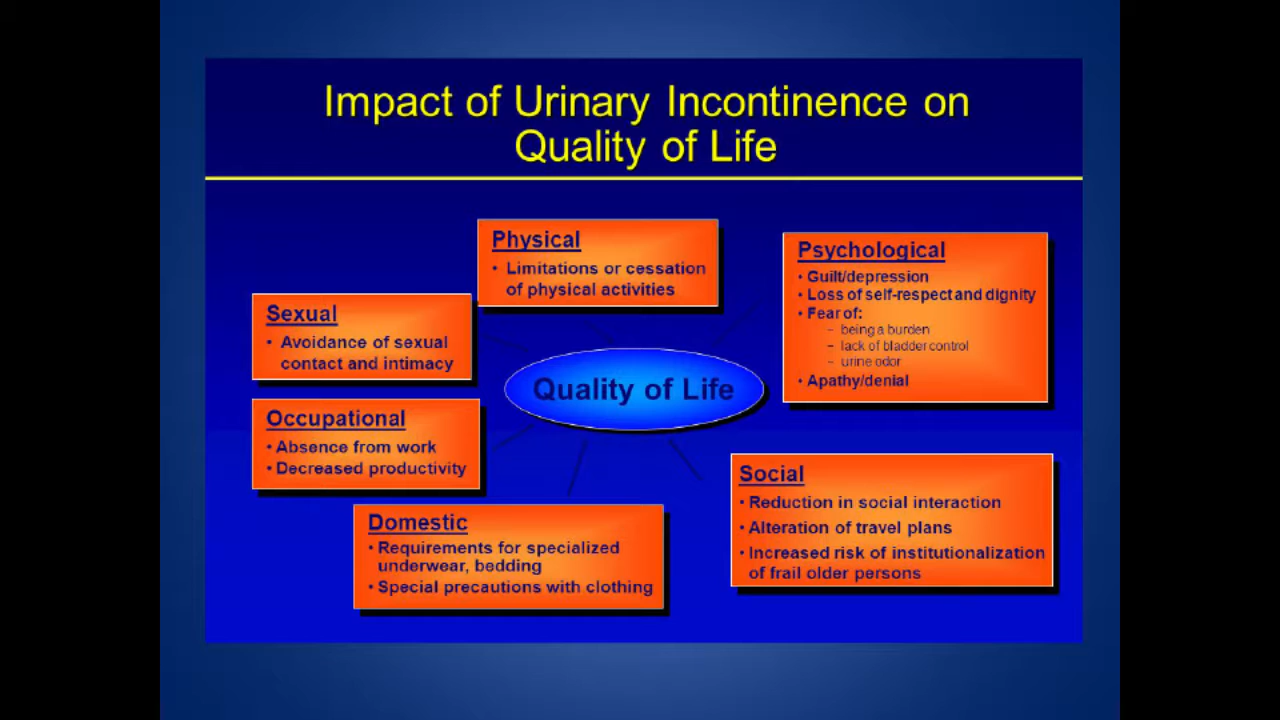 Impact of Urinary Incontinence on
Quality of Life
Physical
• Limitations or cessation
of physical activities
Psychological
• Guilt/depression
• Loss of self-respect and dignity
• Fear of:
– being a burden
– lack of bladder control
– urine odor
• Apathy/denial
Sexual
• Avoidance of sexual
contact and intimacy
Quality of Life
Occupational
• Absence from work
• Decreased productivity
Social
• Reduction in social interaction
• Alteration of travel plans
• Increased risk of institutionalization
of frail older persons
Domestic
• Requirements for specialized
underwear, bedding
• Special precautions with clothing